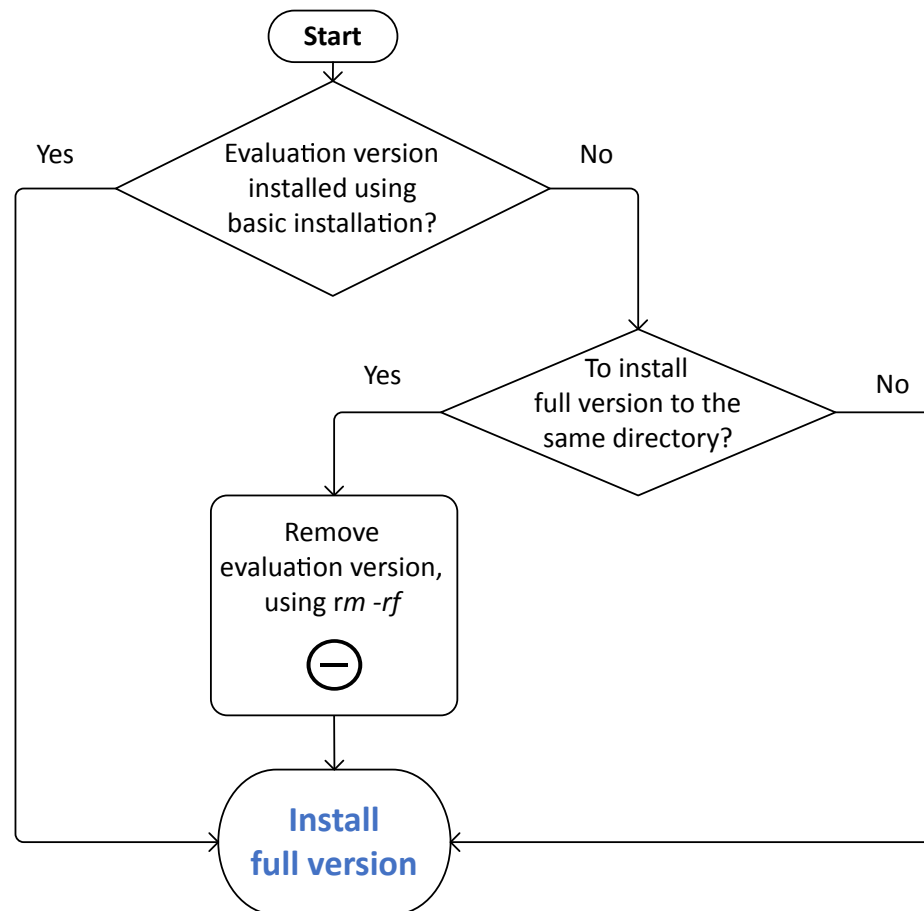 Start
Yes
No
Evaluation version
installed using
basic installation?
Yes
No
To install
full version to the
same directory?
Remove
evaluation version,
using rm -rf
Install
full version